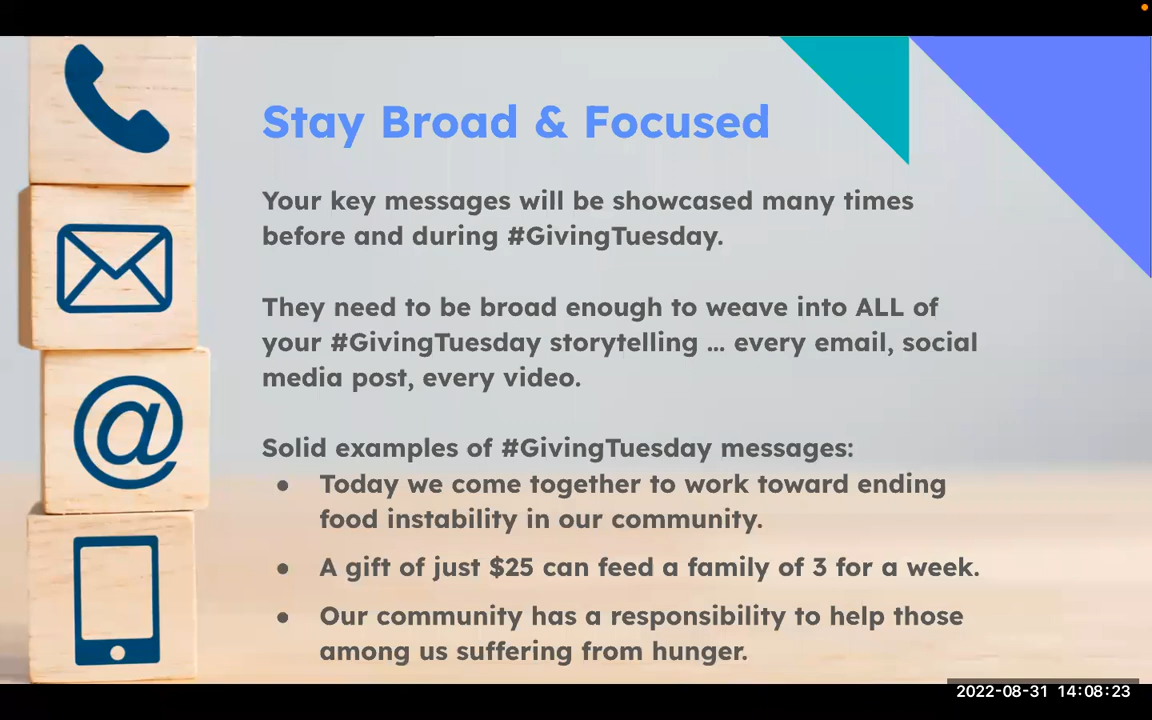 Stay Broad & Focused
Your key messages will be showcased many times
before and during #GivingTuesday.
They need to be broad enough to weave into ALL of
your #GivingTuesday storytelling ... every email, social
media post, every video.
Solid examples of #GivingTuesday messages:
● Today we come together to work toward ending
food instability in our community.
● A gift of just $25 can feed a family of 3 for a week.
● Our community has a responsibility to help those
among us suffering from hunger.
@
2022-08-31 14:08:23